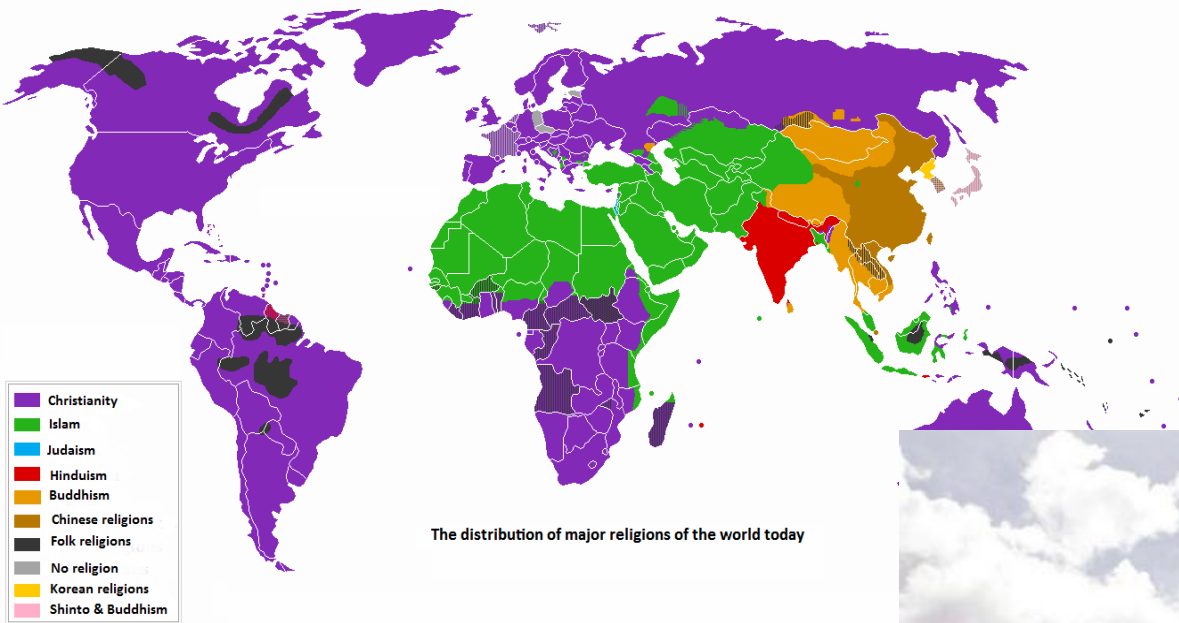 Christianity
Islam
Judaism
Hinduism
Buddhism
Chinese religions
Folk religions
No religion
Korean religions
Shinto & Buddhism
The distribution of major religions of the world today